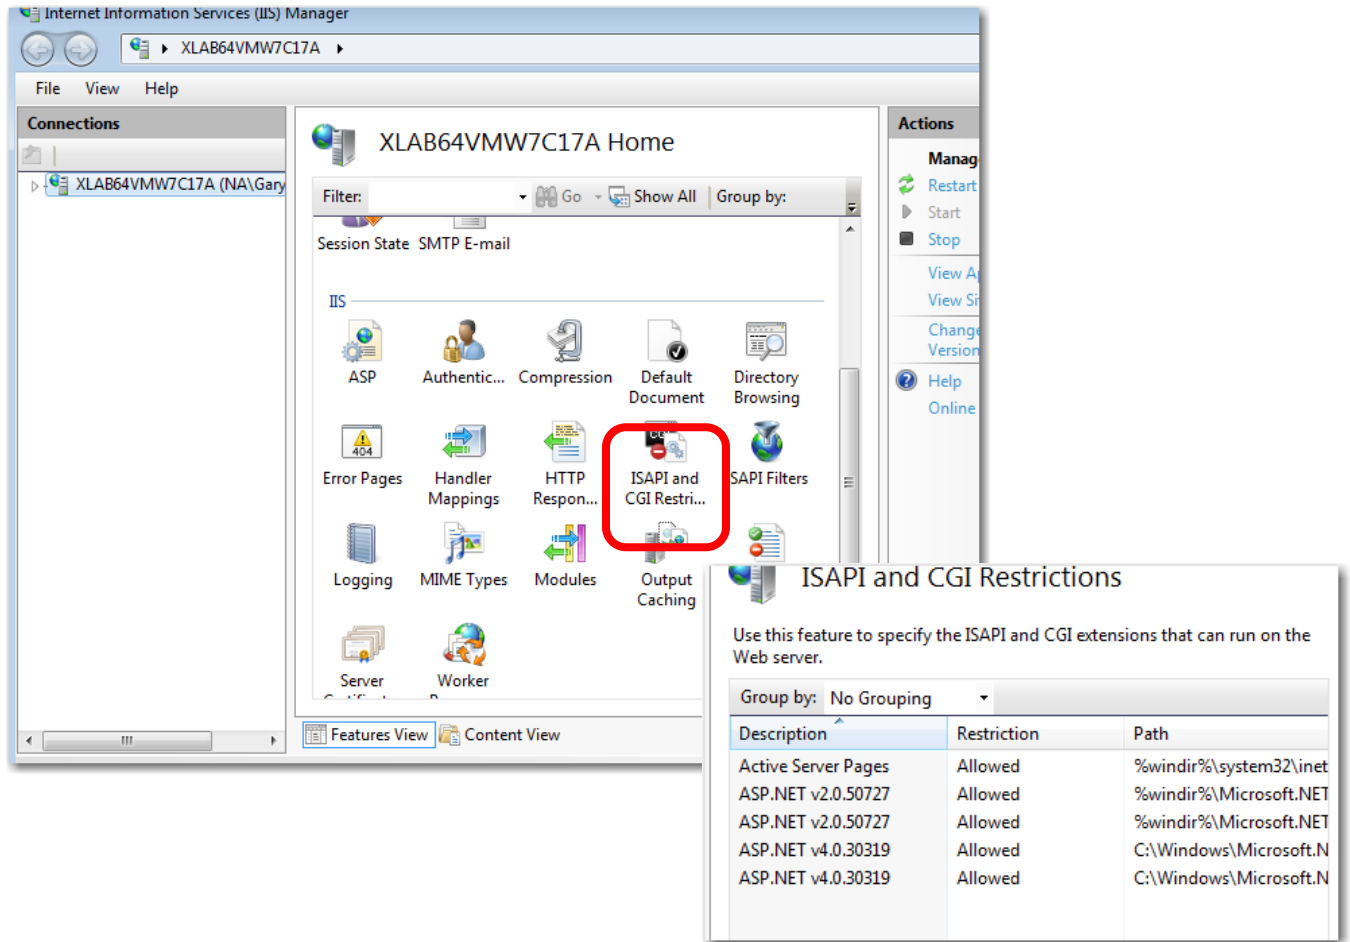 Internet Information Services (IIS) Manager
XLAB64VMW7C17A
File View Help
Connections
XLAB64VMW7C17A (NA\Gary
XLAB64VMW7C17A Home
Filter: Go Show All Group by:
Session State SMTP E-mail
IIS
ASP Authentic... Compression Default Document Directory Browsing
Error Pages Handler Mappings HTTP Respon... ISAPI and CGI Restri... SAPI Filters
Logging MIME Types Modules Output Caching
Server Worker
Features View Content View
Actions
Manag
Restart
Start
Stop
View A
View Si
Change
Version
Help
Online
CGI
404
ISAPI and CGI Restrictions
Use this feature to specify the ISAPI and CGI extensions that can run on the
Web server.
Group by: No Grouping
Description Restriction Path
Active Server Pages Allowed %windir%\system32\inet
ASP.NET v2.0.50727 Allowed %windir%\Microsoft.NET
ASP.NET v2.0.50727 Allowed %windir%\Microsoft.NET
ASP.NET v4.0.30319 Allowed C:\Windows\Microsoft.N
ASP.NET v4.0.30319 Allowed C:\Windows\Microsoft.N